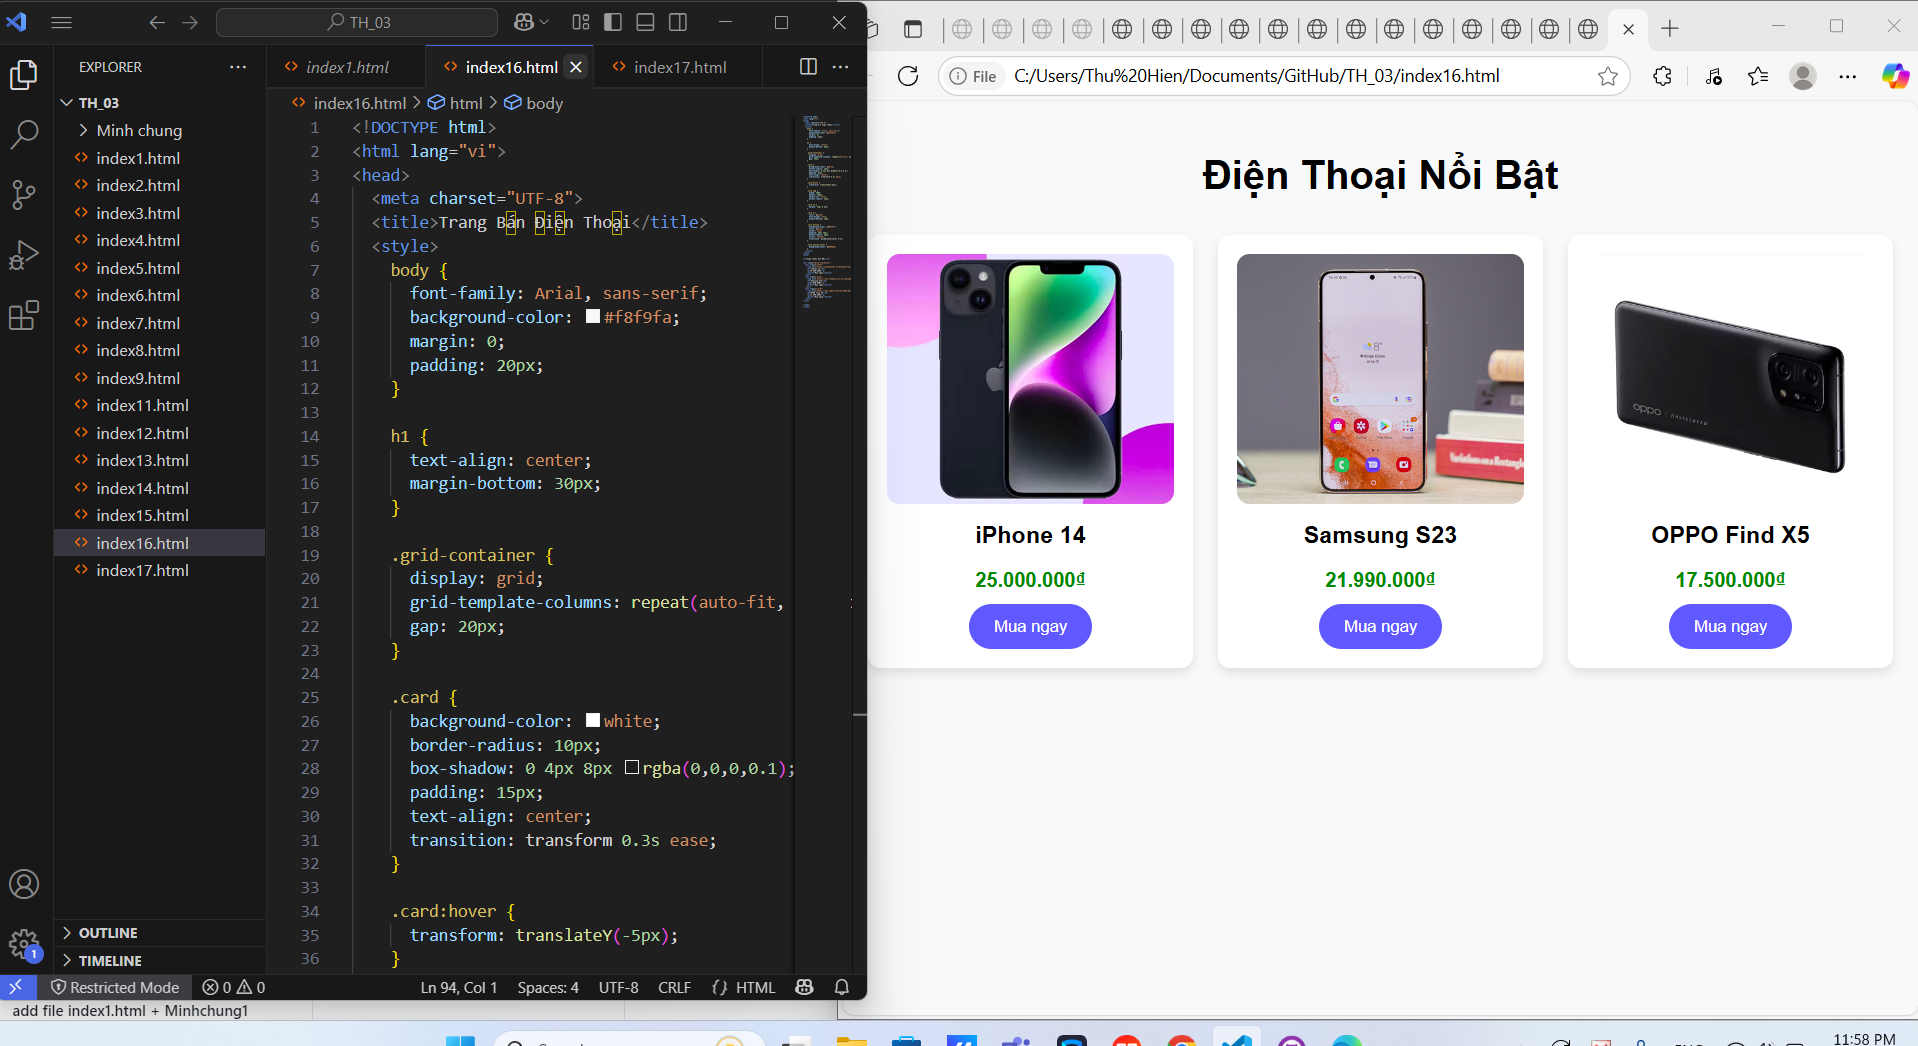 TH_03
EXPLORER
TH_03
Minh chung
index1.html
index2.html
index3.html
index4.html
index5.html
index6.html
index7.html
index8.html
index9.html
index11.html
index12.html
index13.html
index14.html
index15.html
index16.html
index17.html
OUTLINE
TIMELINE
1
index1.html
index16.html
index17.html
index16.html > html > body
1 <!DOCTYPE html>
2 <html lang="vi">
3 <head>
4 <meta charset="UTF-8">
5 <title>Trang Bán Điện Thoại</title>
6 <style>
7 body {
8 font-family: Arial, sans-serif;
9 background-color: #f8f9fa;
10 margin: 0;
11 padding: 20px;
12 }
13
14 h1 {
15 text-align: center;
16 margin-bottom: 30px;
17 }
18
19 .grid-container {
20 display: grid;
21 grid-template-columns: repeat(auto-fit,
22 gap: 20px;
23 }
24
25 .card {
26 background-color: white;
27 border-radius: 10px;
28 box-shadow: 0 4px 8px rgba(0,0,0,0.1);
29 padding: 15px;
30 text-align: center;
31 transition: transform 0.3s ease;
32 }
33
34 .card:hover {
35 transform: translateY(-5px);
36 }
Restricted Mode
0 0
Ln 94, Col 1
Spaces: 4
UTF-8
CRLF
{} HTML
add file index1.html + Minhchung1
File
C:/Users/Thu%20Hien/Documents/GitHub/TH_03/index16.html
Điện Thoại Nổi Bật
iPhone 14
25.000.000₫
Mua ngay
Samsung S23
21.990.000₫
Mua ngay
oppo | HASSELBLAD
OPPO Find X5
17.500.000₫
Mua ngay
11:58 PM